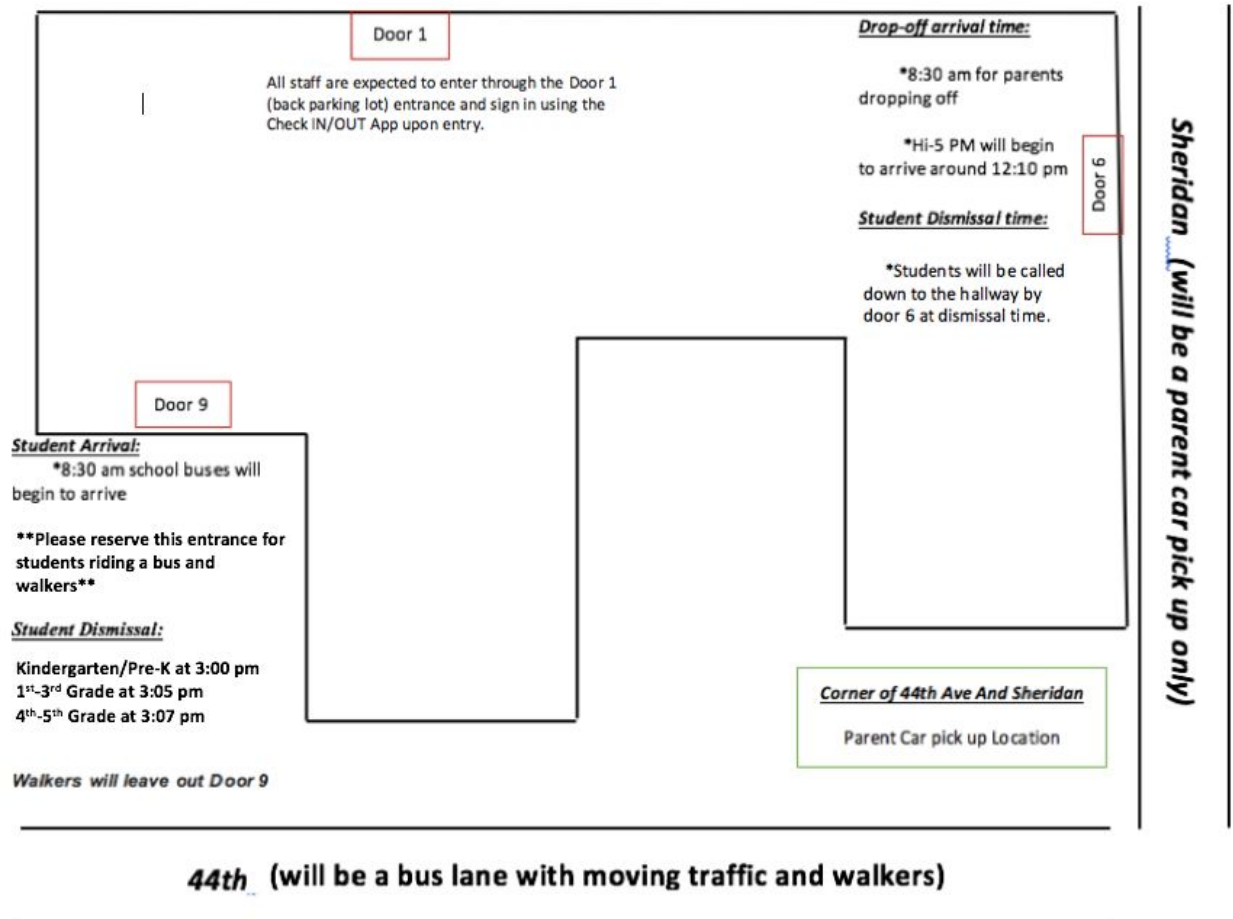 Door 1
All staff are expected to enter through the Door 1
(back parking lot) entrance and sign in using the
Check IN/OUT App upon entry.
Drop-off arrival time:
*8:30 am for parents
dropping off
*Hi-5 PM will begin
to arrive around 12:10 pm
Student Dismissal time:
*Students will be called
down to the hallway by
door 6 at dismissal time.
Door 6
Sheridan (will be a parent car pick up only)
Door 9
Student Arrival:
*8:30 am school buses will
begin to arrive
**Please reserve this entrance for
students riding a bus and
walkers**
Student Dismissal:
Kindergarten/Pre-K at 3:00 pm
1st-3rd Grade at 3:05 pm
4th-5th Grade at 3:07 pm
Walkers will leave out Door 9
Corner of 44th Ave And Sheridan
Parent Car pick up Location
44th (will be a bus lane with moving traffic and walkers)